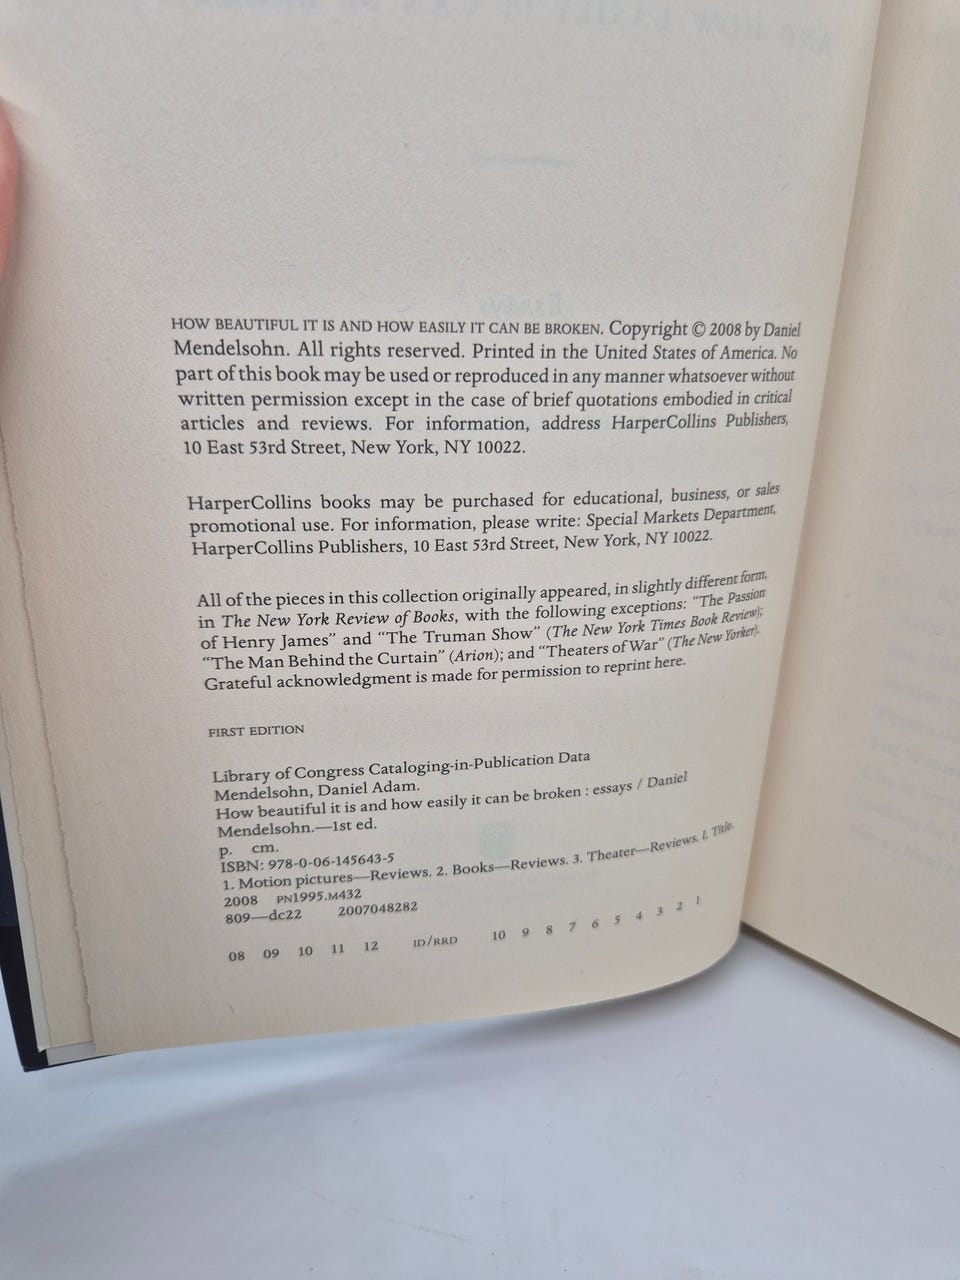 HOW BEAUTIFUL IT IS AND HOW EASILY IT CAN BE BROKEN. Copyright © 2008 by Daniel
Mendelsohn. All rights reserved. Printed in the United States of America. No
part of this book may be used or reproduced in any manner whatsoever without
written permission except in the case of brief quotations embodied in critical
articles and reviews. For information, address HarperCollins Publishers,
10 East 53rd Street, New York, NY 10022.
HarperCollins books may be purchased for educational, business, or sales
promotional use. For information, please write: Special Markets Department,
HarperCollins Publishers, 10 East 53rd Street, New York, NY 10022.
All of the pieces in this collection originally appeared, in slightly different form,
in The New York Review of Books, with the following exceptions: “The Passion
of Henry James” and “The Truman Show” (The New York Times Book Review);
“The Man Behind the Curtain” (Arion); and “Theaters of War” (The New Yorker).
Grateful acknowledgment is made for permission to reprint here.
FIRST EDITION
Library of Congress Cataloging-in-Publication Data
Mendelsohn, Daniel Adam.
How beautiful it is and how easily it can be broken : essays / Daniel
Mendelsohn.—1st ed.
p. cm.
ISBN: 978-0-06-145643-5
1. Motion pictures—Reviews. 2. Books—Reviews. 3. Theater—Reviews. I. Title.
2008 PN1995.M432
809—dc22 2007048282
08 09 10 11 12 ID/RRD 10 9 8 7 6 5 4 3 2 1